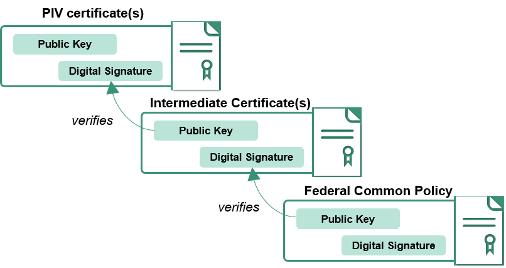 PIV certificate(s)
Public Key
Digital Signature
verifies
Intermediate Certificate(s)
Public Key
Digital Signature
verifies
Federal Common Policy
Public Key
Digital Signature